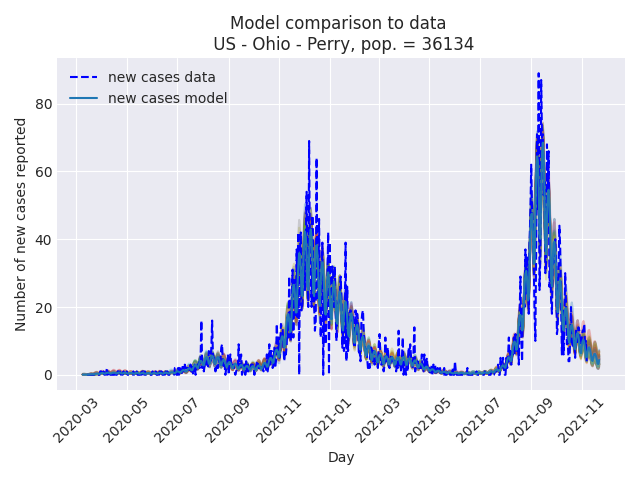 Model comparison to data
US - Ohio - Perry, pop. = 36134
new cases data
new cases model
Number of new cases reported
80
60
40
20
0
2020-03
2020-05
2020-07
2020-09
2020-11
2021-01
2021-03
2021-05
2021-07
2021-09
2021-11
Day